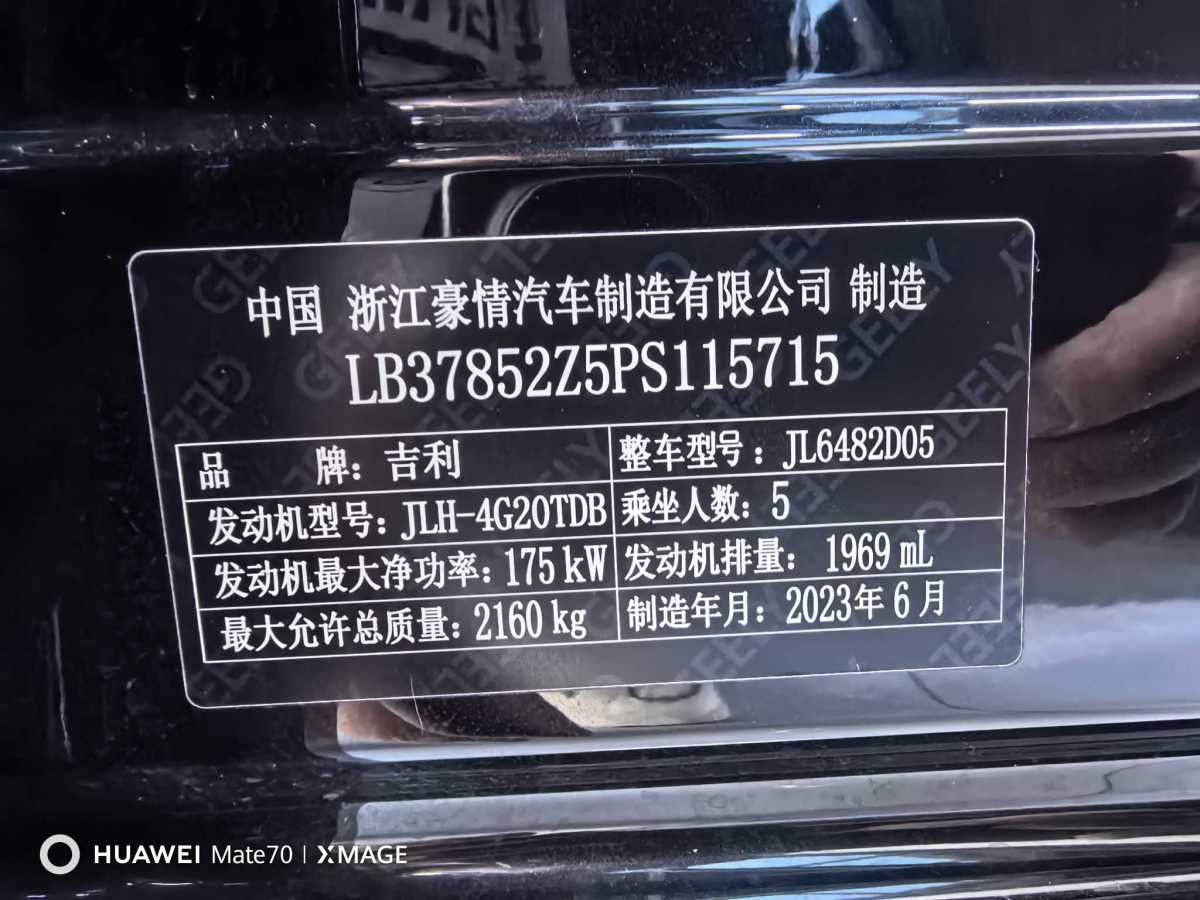 中国 浙江豪情汽车制造有限公司 制造
LB37852Z5PS115715
品 牌: 吉利 整车型号: JL6482D05
发动机型号: JLH-4G20TDB 乘坐人数: 5
发动机最大净功率: 175 kW 发动机排量: 1969 mL
最大允许总质量: 2160 kg 制造年月: 2023年6月
HUAWEI Mate70 | XMAGE